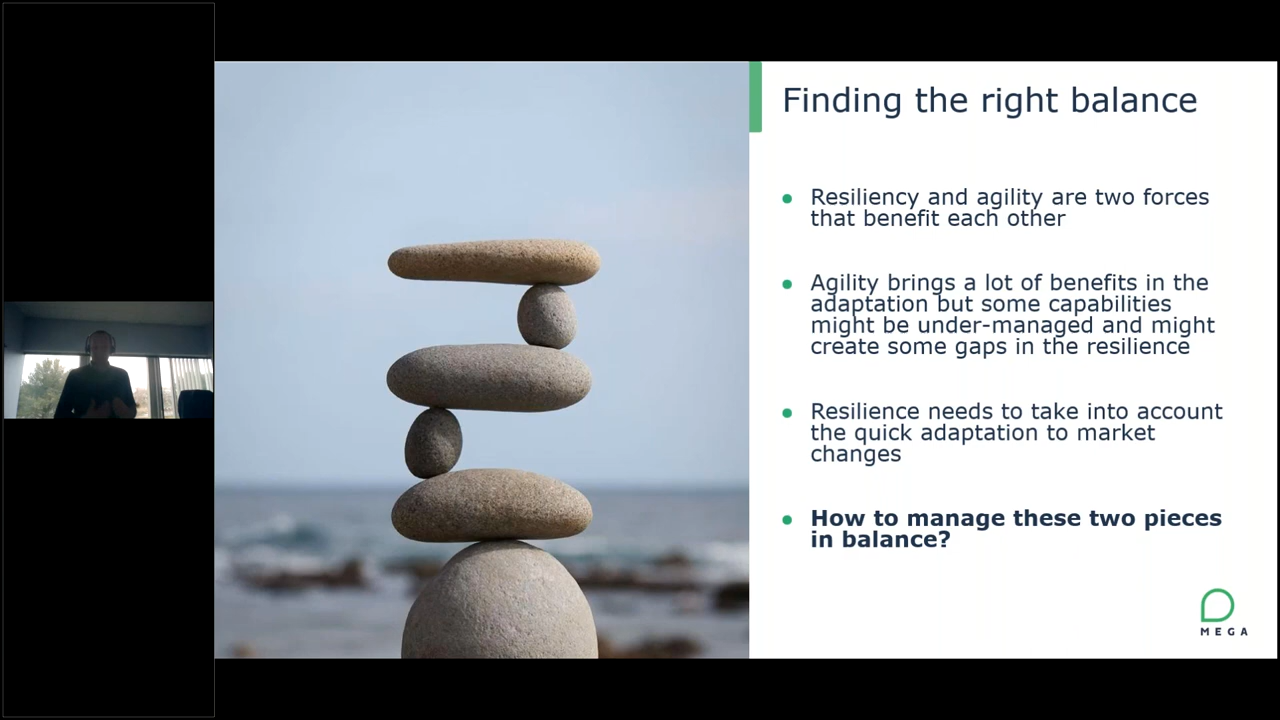 Finding the right balance
Resiliency and agility are two forces
that benefit each other
Agility brings a lot of benefits in the
adaptation but some capabilities
might be under-managed and might
create some gaps in the resilience
Resilience needs to take into account
the quick adaptation to market
changes
How to manage these two pieces
in balance?
MEGA